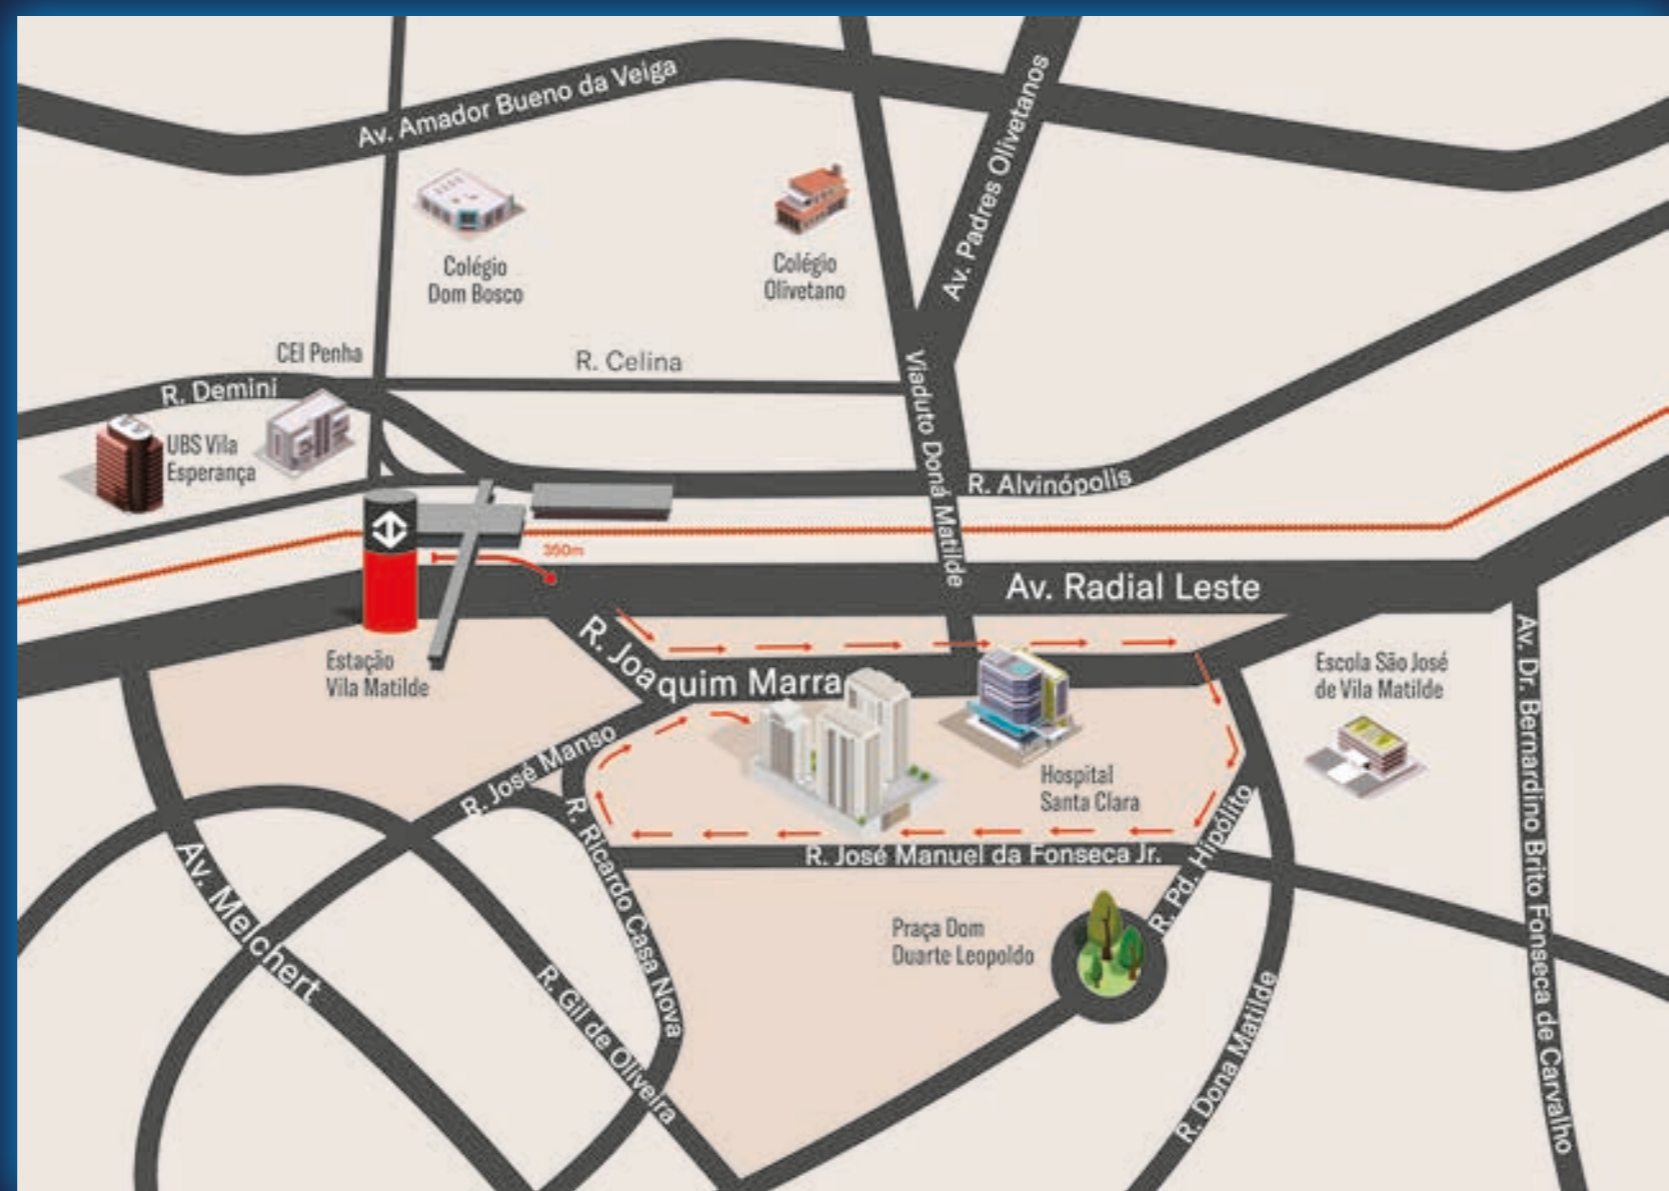 Av. Amador Bueno da Veiga
Av. Padres Olivetanos
Colégio
Dom Bosco
Colégio
Olivetano
CEI Penha
R. Celina
R. Demini
UBS Vila
Esperança
Viaduto Dona Matilde
R. Alvinópolis
350m
Av. Radial Leste
Estação
Vila Matilde
R. Joaquim Marra
Escola São José
de Vila Matilde
R. José Manso
Hospital
Santa Clara
R. Ricardo Casa Nova
R. José Manuel da Fonseca Jr.
R. Pd. Hipólito
Av. Dr. Bernardino Brito Fonseca de Carvalho
Av. Melchert
Praça Dom
Duarte Leopoldo
R. Gil de Oliveira
R. Dona Matilde